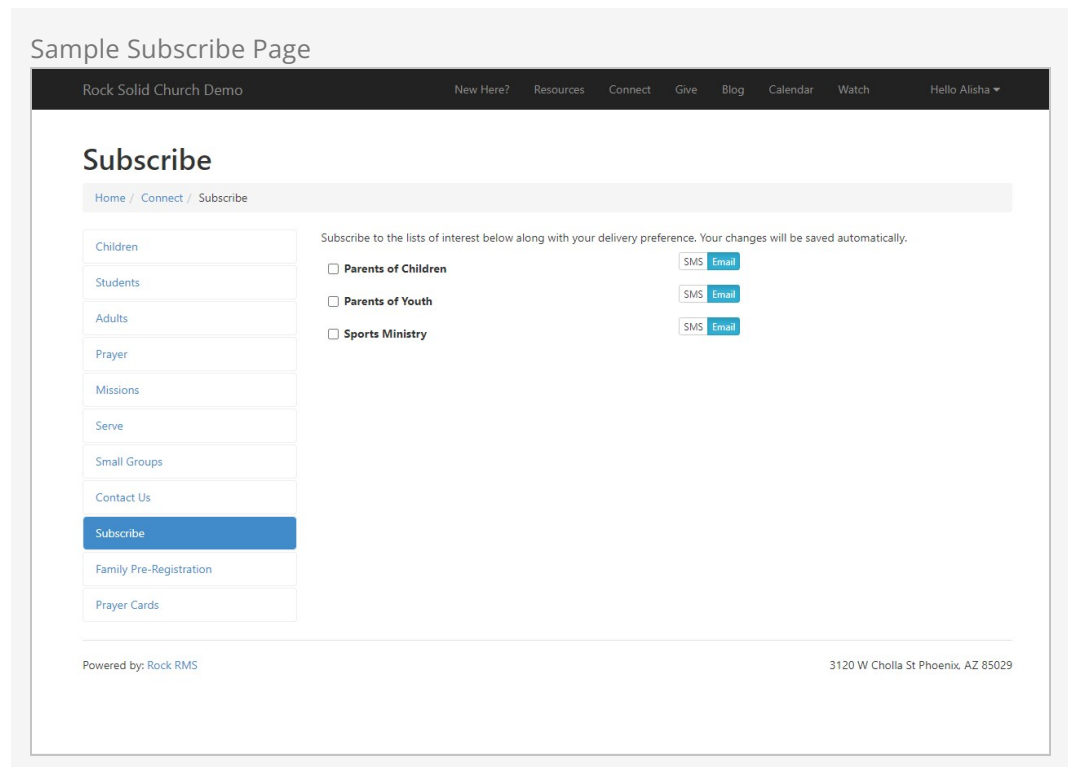 Sample Subscribe Page
Rock Solid Church Demo New Here? Resources Connect Give Blog Calendar Watch Hello Alisha
Subscribe
Home / Connect / Subscribe
Children
Students
Adults
Prayer
Missions
Serve
Small Groups
Contact Us
Subscribe
Family Pre-Registration
Prayer Cards
Subscribe to the lists of interest below along with your delivery preference. Your changes will be saved automatically.
Parents of Children SMS Email
Parents of Youth SMS Email
Sports Ministry SMS Email
Powered by: Rock RMS 3120 W Cholla St Phoenix, AZ 85029